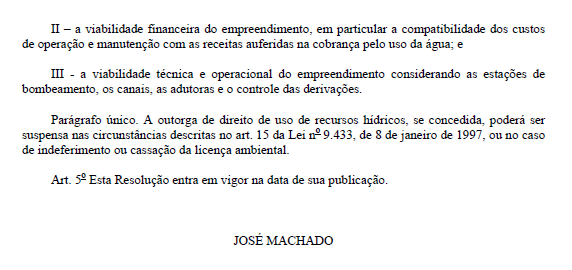 II – a viabilidade financeira do empreendimento, em particular a compatibilidade dos custos
de operação e manutenção com as receitas auferidas na cobrança pelo uso da água; e
III - a viabilidade técnica e operacional do empreendimento considerando as estações de
bombeamento, os canais, as adutoras e o controle das derivações.
Parágrafo único. A outorga de direito de uso de recursos hídricos, se concedida, poderá ser
suspensa nas circunstâncias descritas no art. 15 da Lei nº 9.433, de 8 de janeiro de 1997, ou no caso
de indeferimento ou cassação da licença ambiental.
Art. 5º Esta Resolução entra em vigor na data de sua publicação.
JOSÉ MACHADO